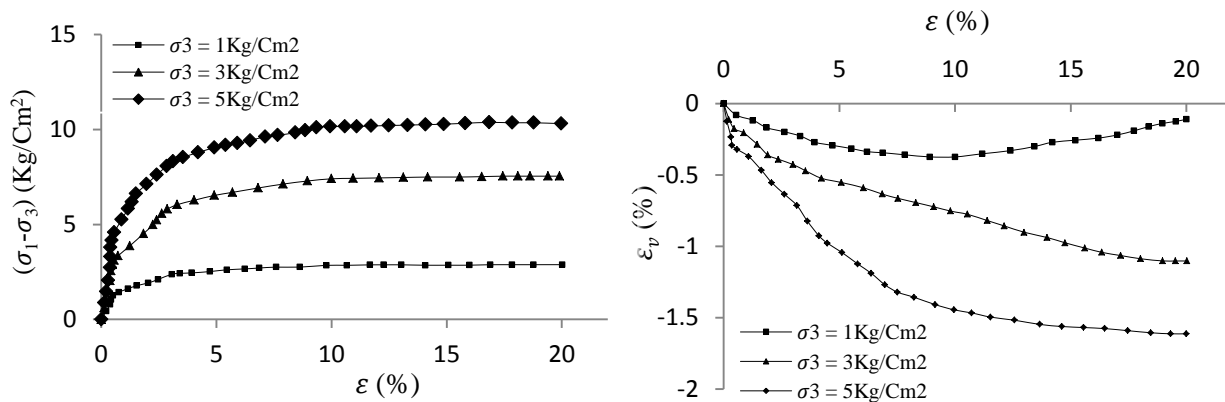 15
10
5
0
(σ₁-σ₃) (Kg/Cm²)
σ3 = 1Kg/Cm2
σ3 = 3Kg/Cm2
σ3 = 5Kg/Cm2
0 5 10 15 20
ε (%)
ε (%)
0 5 10 15 20
0
-0.5
-1
-1.5
-2
εᵥ (%)
σ3 = 1Kg/Cm2
σ3 = 3Kg/Cm2
σ3 = 5Kg/Cm2